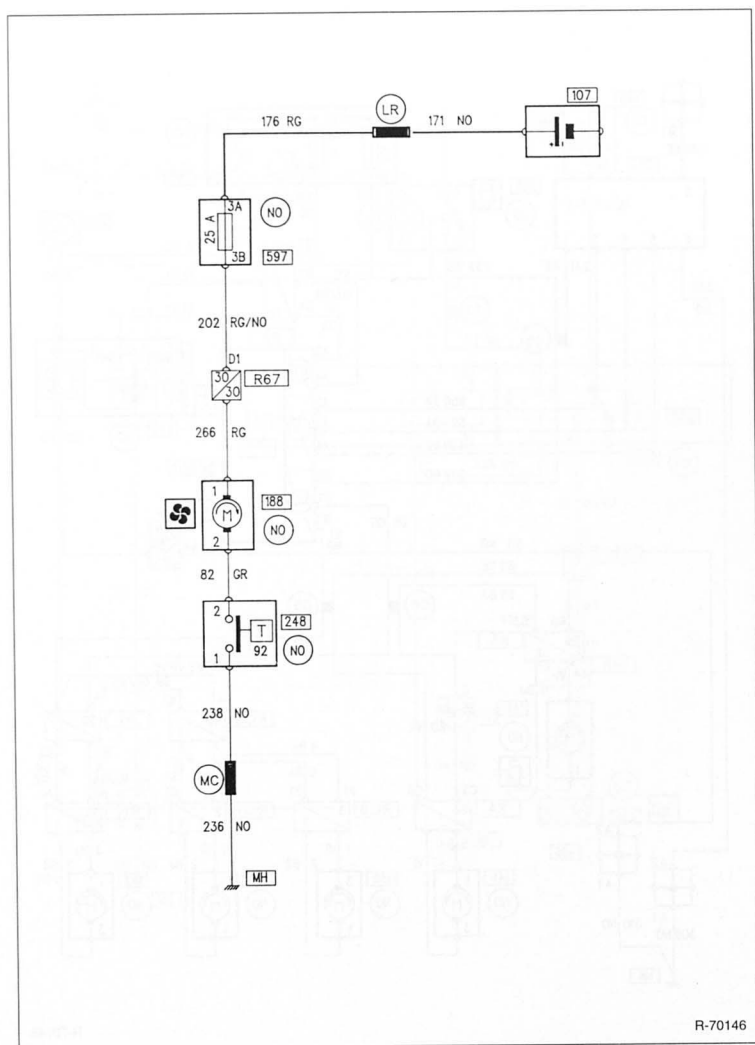 LR
107
176 RG
171 NO
+ -
3A
NO
25 A
3B
597
202 RG/NO
D1
30
R67
30
266 RG
1
188
M
NO
2
82 GR
2
248
T
1
92
NO
238 NO
MC
236 NO
MH
R-70146